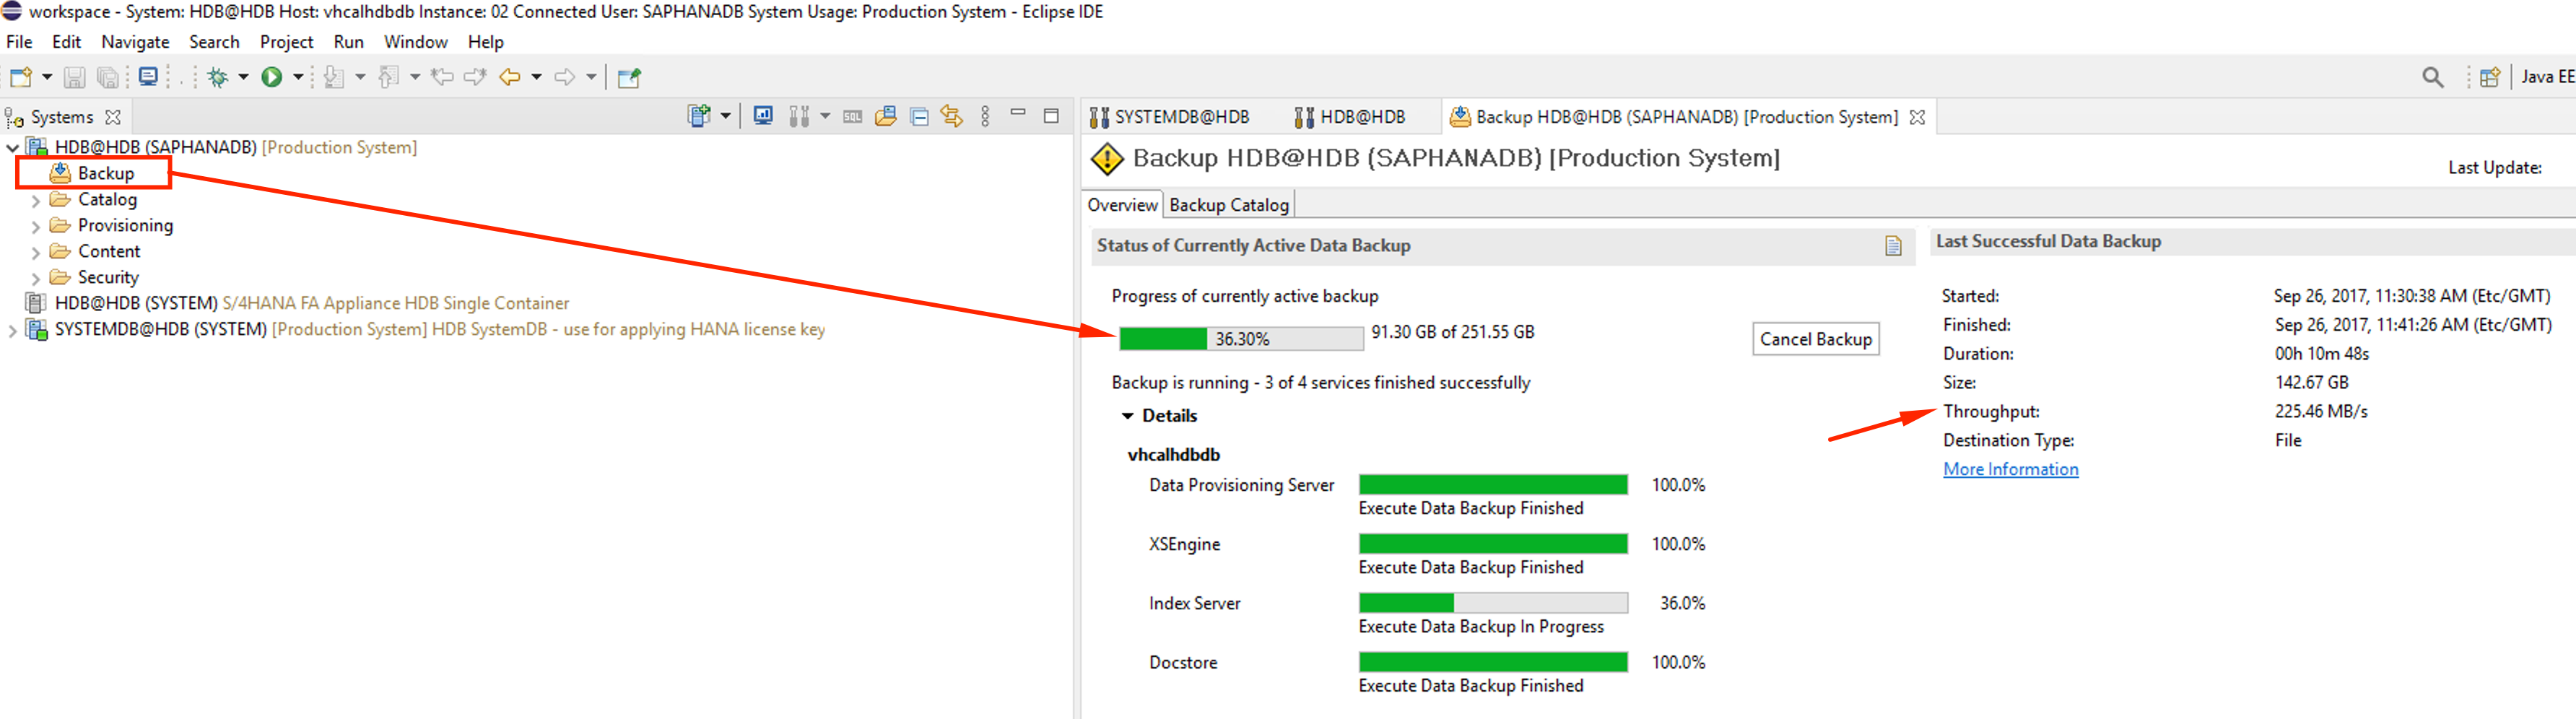 workspace - System: HDB@HDB Host: vhcalhdbdb Instance: 02 Connected User: SAPHANADB System Usage: Production System - Eclipse IDE
File Edit Navigate Search Project Run Window Help
Java EE
Systems
SQL
HDB@HDB (SAPHANADB) [Production System]
Backup
Catalog
Provisioning
Content
Security
HDB@HDB (SYSTEM) S/4HANA FA Appliance HDB Single Container
SYSTEMDB@HDB (SYSTEM) [Production System] HDB SystemDB - use for applying HANA license key
SYSTEMDB@HDB HDB@HDB Backup HDB@HDB (SAPHANADB) [Production System]
Backup HDB@HDB (SAPHANADB) [Production System]
Last Update:
Overview Backup Catalog
Status of Currently Active Data Backup
Progress of currently active backup
36.30% 91.30 GB of 251.55 GB
Cancel Backup
Backup is running - 3 of 4 services finished successfully
Details
vhcalhdbdb
Data Provisioning Server 100.0%
Execute Data Backup Finished
XSEngine 100.0%
Execute Data Backup Finished
Index Server 36.0%
Execute Data Backup In Progress
Docstore 100.0%
Execute Data Backup Finished
Last Successful Data Backup
Started: Sep 26, 2017, 11:30:38 AM (Etc/GMT)
Finished: Sep 26, 2017, 11:41:26 AM (Etc/GMT)
Duration: 00h 10m 48s
Size: 142.67 GB
Throughput: 225.46 MB/s
Destination Type: File
More Information